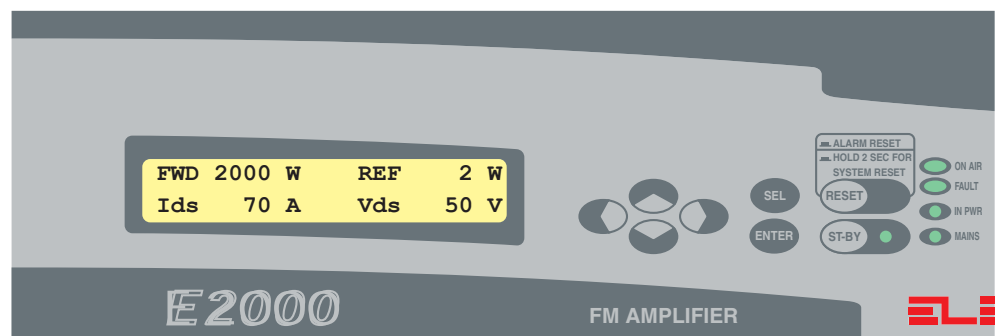 FWD 2000 W REF 2 W
Ids 70 A Vds 50 V
ALARM RESET
HOLD 2 SEC FOR
SYSTEM RESET
SEL
RESET
ENTER
ST-BY
ON AIR
FAULT
IN PWR
MAINS
E2000
FM AMPLIFIER
ELE